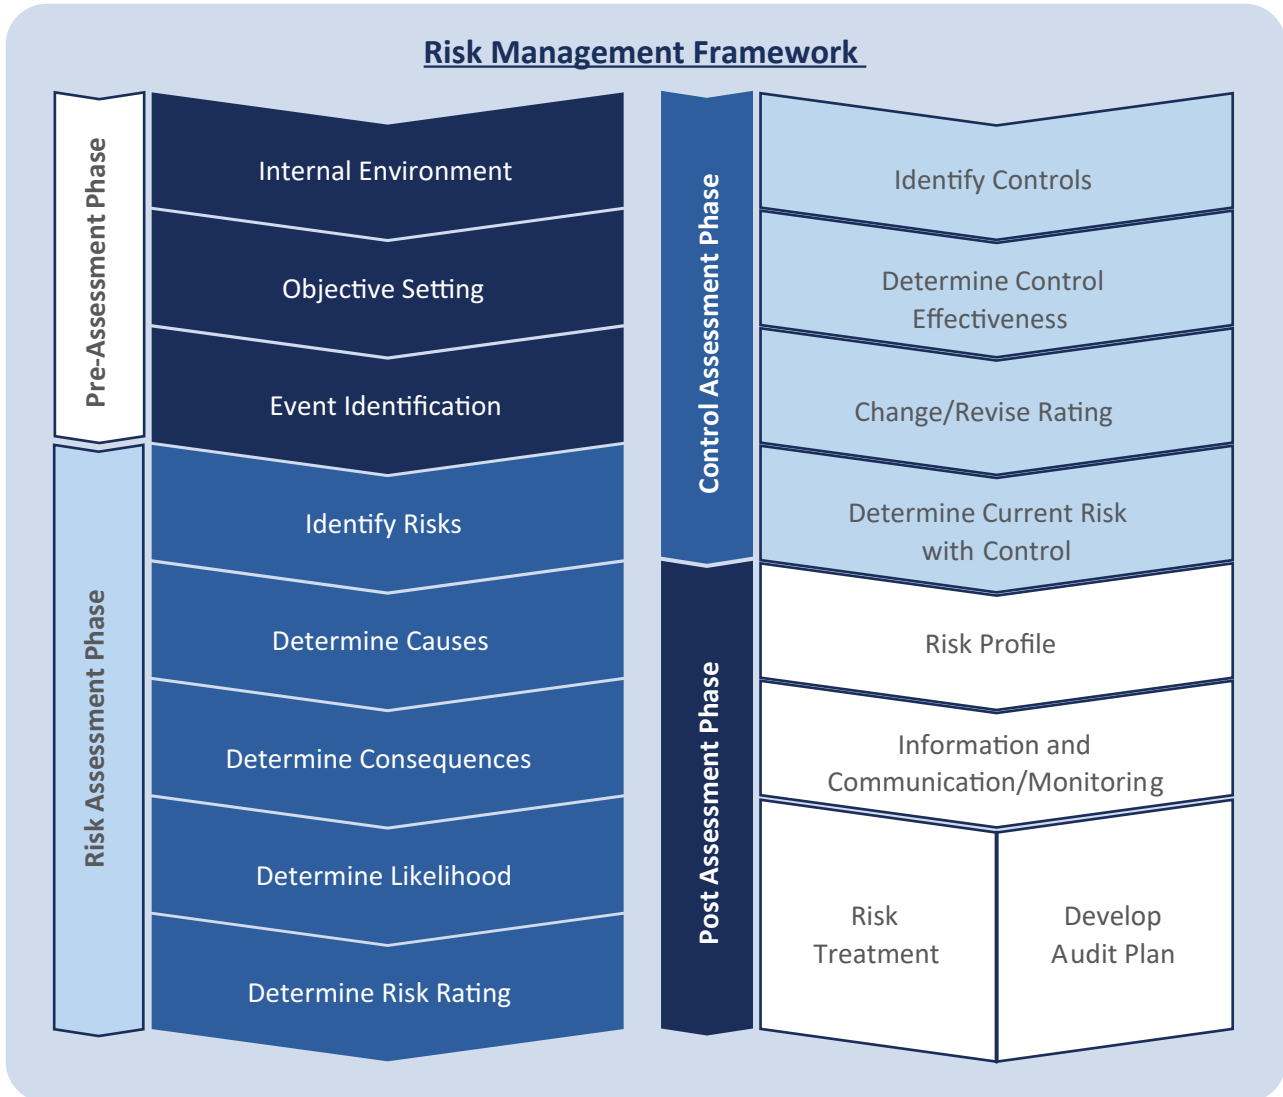 Risk Management Framework
Pre-Assessment Phase
Internal Environment
Objective Setting
Event Identification
Risk Assessment Phase
Identify Risks
Determine Causes
Determine Consequences
Determine Likelihood
Determine Risk Rating
Control Assessment Phase
Identify Controls
Determine Control
Effectiveness
Change/Revise Rating
Determine Current Risk
with Control
Post Assessment Phase
Risk Profile
Information and
Communication/Monitoring
Risk
Treatment
Develop
Audit Plan